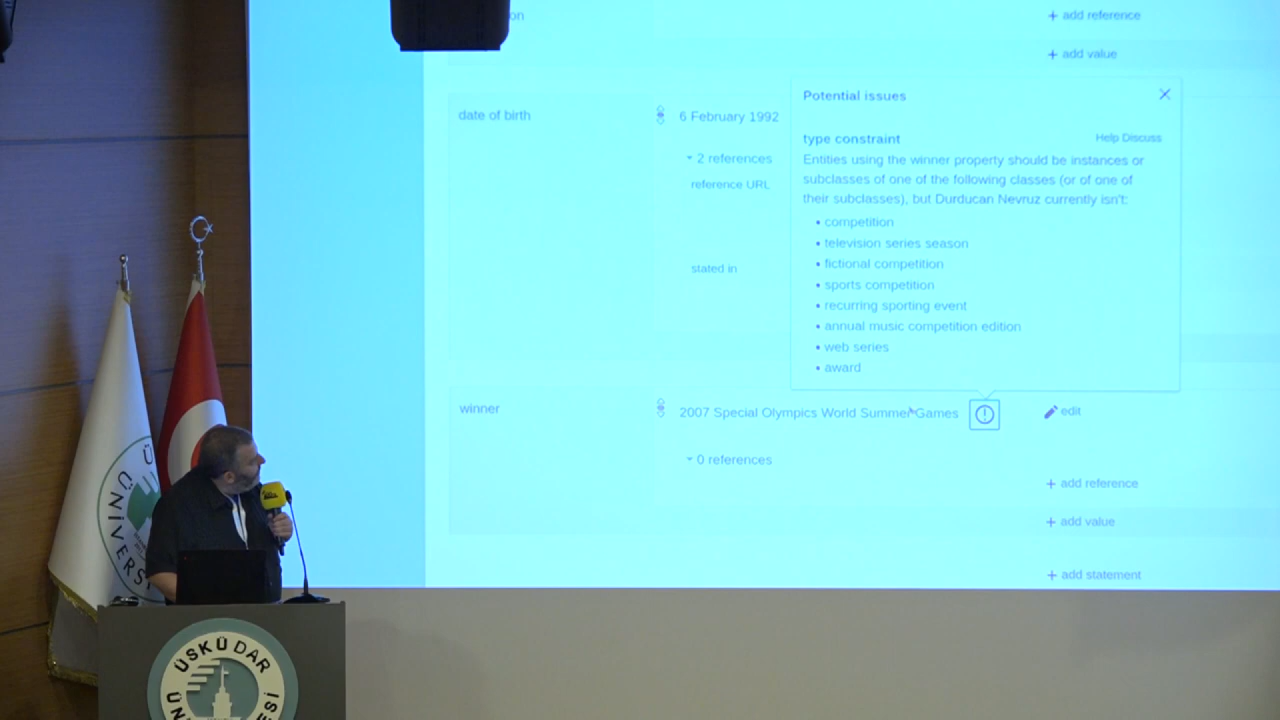 on
+ add reference
+ add value
date of birth
6 February 1992
2 references
reference URL
stated in
Potential issues
type constraint
Help Discuss
Entities using the winner property should be instances or
subclasses of one of the following classes (or of one of
their subclasses), but Durducan Nevruz currently isn't:
• competition
• television series season
• fictional competition
• sports competition
• recurring sporting event
• annual music competition edition
• web series
• award
winner
2007 Special Olympics World Summer Games
edit
0 references
+ add reference
+ add value
+ add statement
ÜNİVERS
ÜSKÜDAR